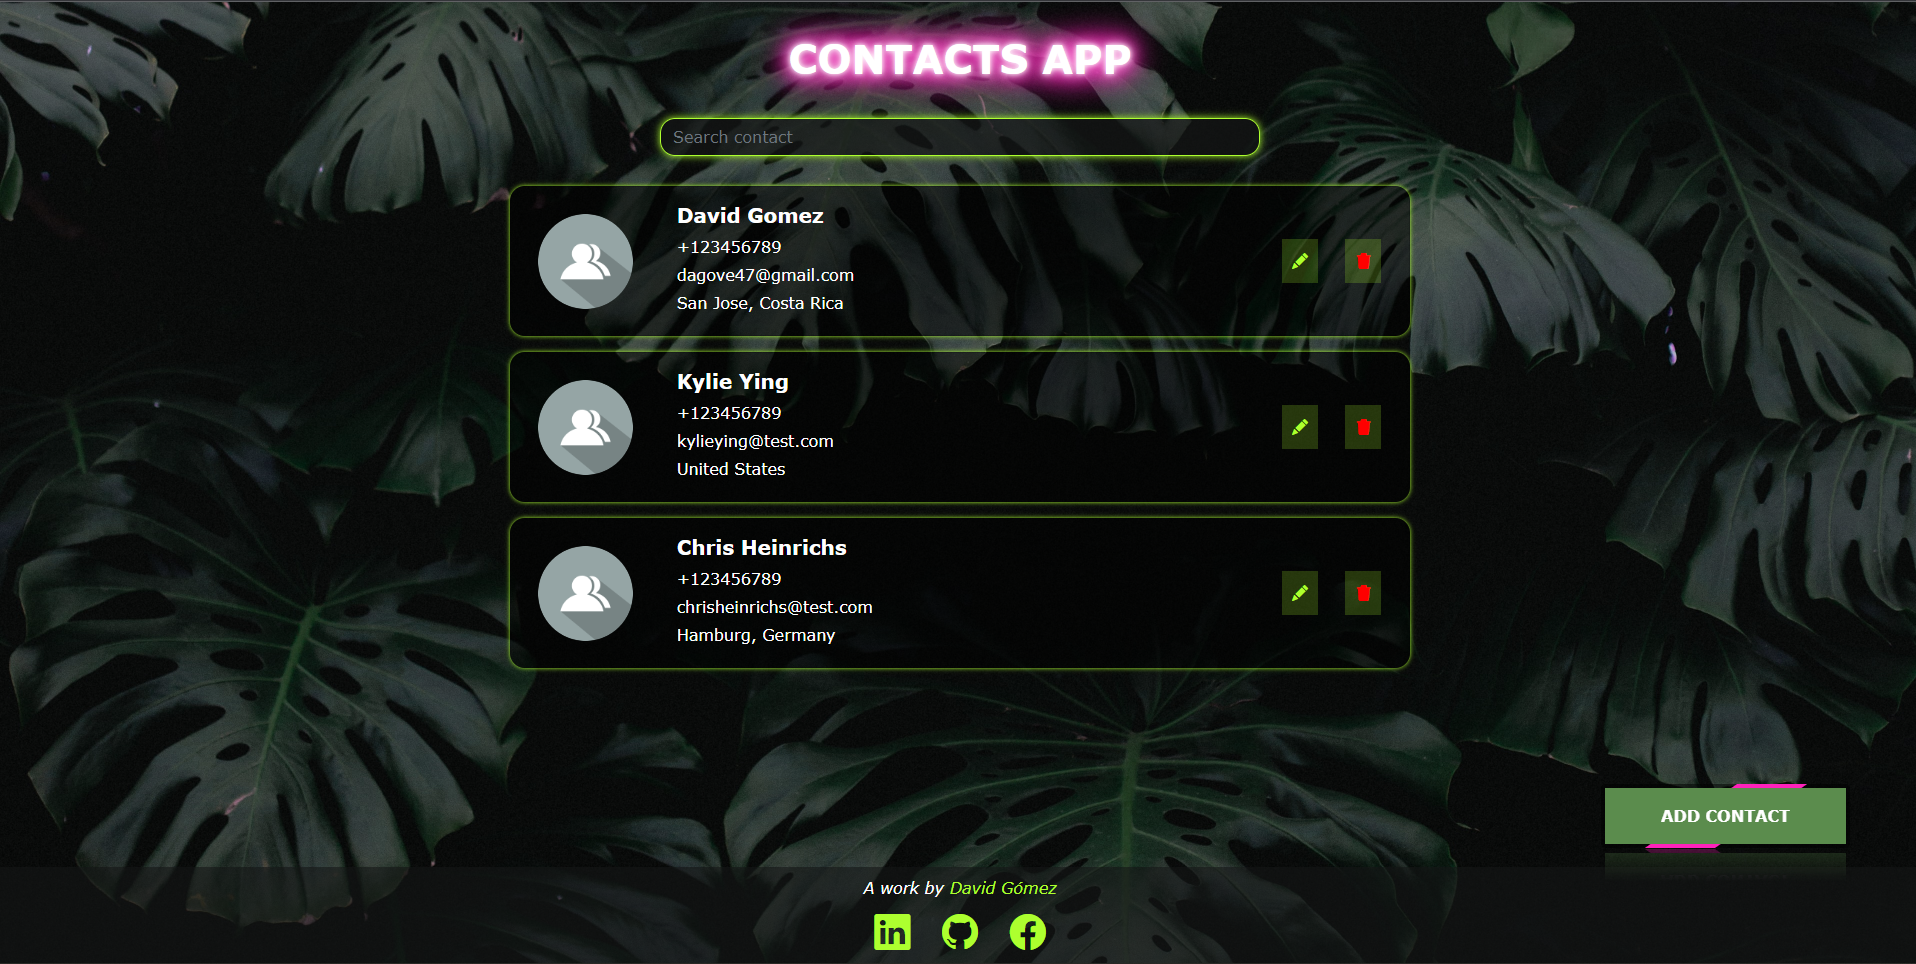 CONTACTS APP
Search contact
David Gomez
+123456789
dagove47@gmail.com
San Jose, Costa Rica
Kylie Ying
+123456789
kylieying@test.com
United States
Chris Heinrichs
+123456789
chrisheinrichs@test.com
Hamburg, Germany
ADD CONTACT
A work by David Gómez
in